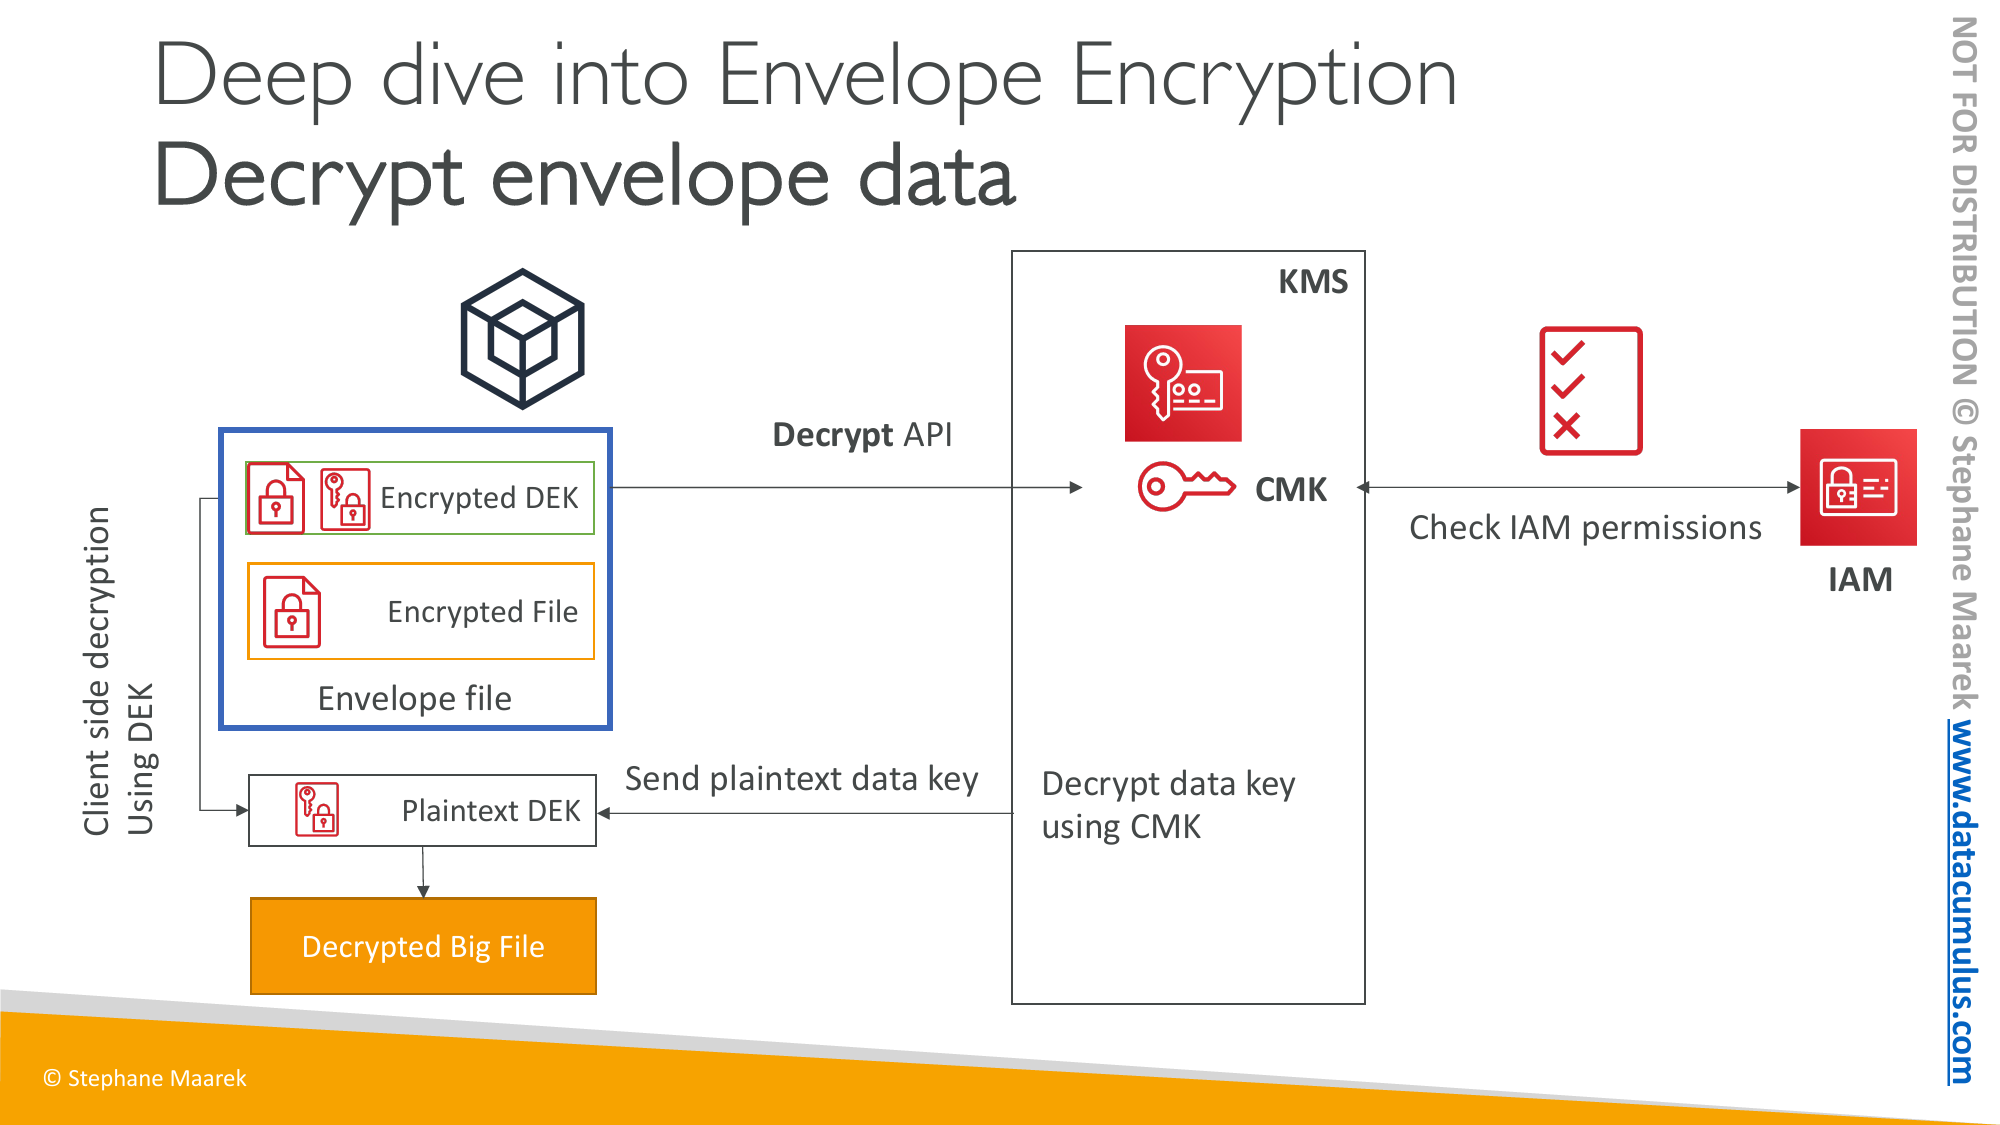 Deep dive into Envelope Encryption
Decrypt envelope data
KMS
Decrypt API
Encrypted DEK
CMK
Check IAM permissions
IAM
Encrypted File
Envelope file
Client side decryption
Using DEK
Send plaintext data key
Decrypt data key
using CMK
Plaintext DEK
Decrypted Big File
© Stephane Maarek
NOT FOR DISTRIBUTION © Stephane Maarek www.datacumulus.com